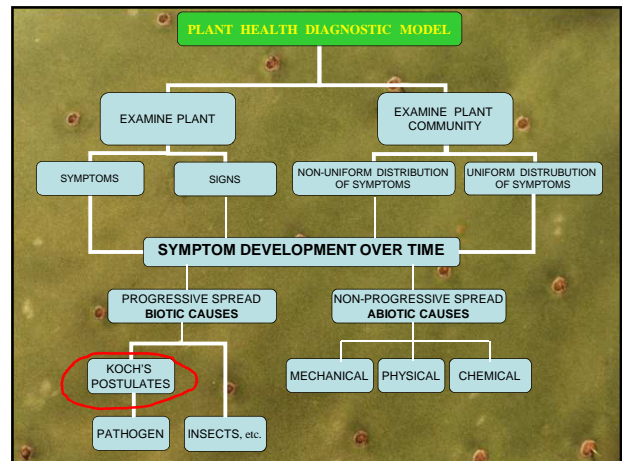 PLANT HEALTH DIAGNOSTIC MODEL
EXAMINE PLANT
EXAMINE PLANT
COMMUNITY
SYMPTOMS
SIGNS
NON-UNIFORM DISTRIBUTION
OF SYMPTOMS
UNIFORM DISTRUBUTION
OF SYMPTOMS
SYMPTOM DEVELOPMENT OVER TIME
PROGRESSIVE SPREAD
BIOTIC CAUSES
NON-PROGRESSIVE SPREAD
ABIOTIC CAUSES
KOCH'S
POSTULATES
MECHANICAL
PHYSICAL
CHEMICAL
PATHOGEN
INSECTS, etc.